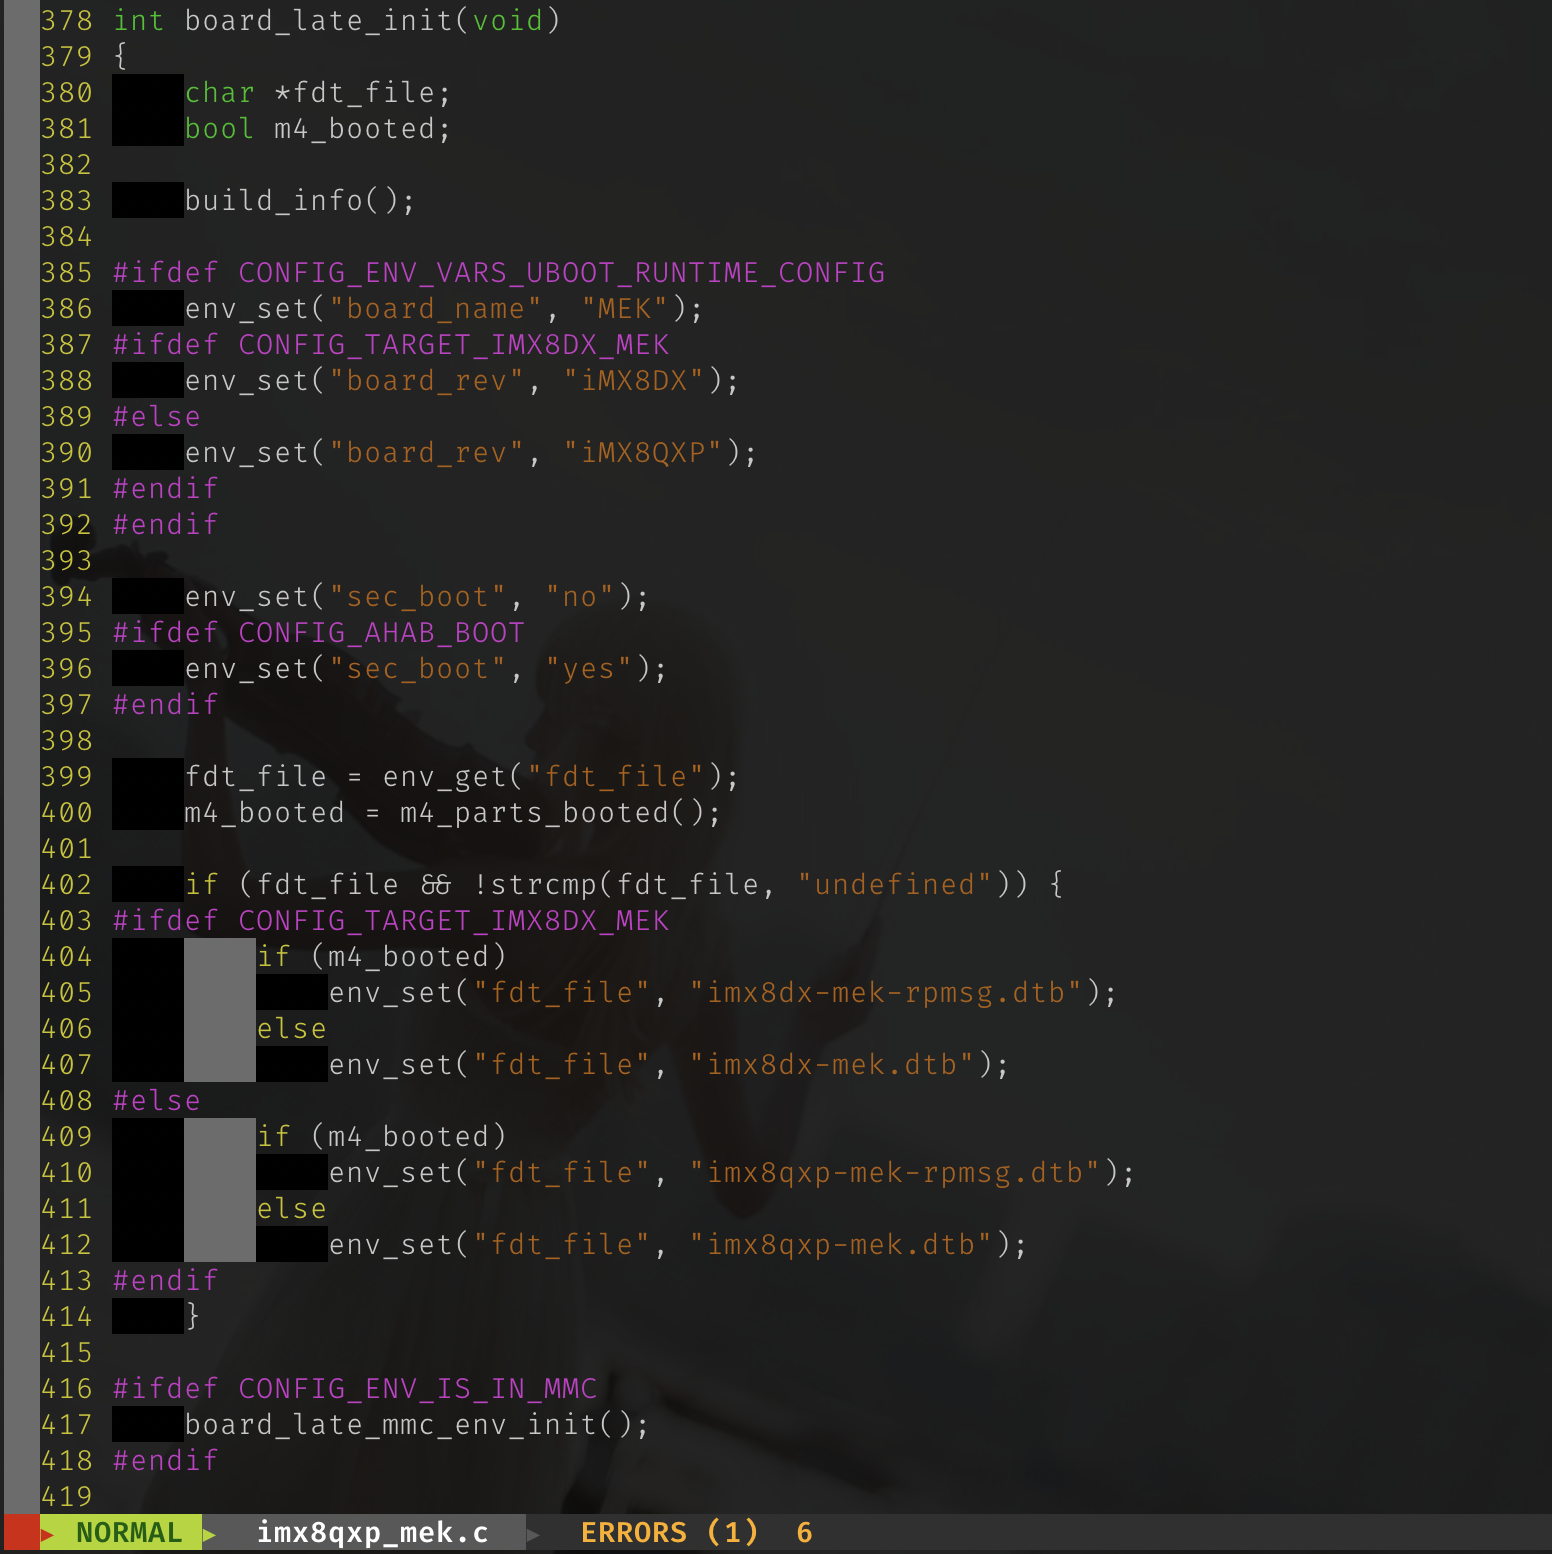 378 int board_late_init(void)
379 {
380 char *fdt_file;
381 bool m4_booted;
382
383 build_info();
384
385 #ifdef CONFIG_ENV_VARS_UBOOT_RUNTIME_CONFIG
386 env_set("board_name", "MEK");
387 #ifdef CONFIG_TARGET_IMX8DX_MEK
388 env_set("board_rev", "iMX8DX");
389 #else
390 env_set("board_rev", "iMX8QXP");
391 #endif
392 #endif
393
394 env_set("sec_boot", "no");
395 #ifdef CONFIG_AHAB_BOOT
396 env_set("sec_boot", "yes");
397 #endif
398
399 fdt_file = env_get("fdt_file");
400 m4_booted = m4_parts_booted();
401
402 if (fdt_file && !strcmp(fdt_file, "undefined")) {
403 #ifdef CONFIG_TARGET_IMX8DX_MEK
404 if (m4_booted)
405 env_set("fdt_file", "imx8dx-mek-rpmsg.dtb");
406 else
407 env_set("fdt_file", "imx8dx-mek.dtb");
408 #else
409 if (m4_booted)
410 env_set("fdt_file", "imx8qxp-mek-rpmsg.dtb");
411 else
412 env_set("fdt_file", "imx8qxp-mek.dtb");
413 #endif
414 }
415
416 #ifdef CONFIG_ENV_IS_IN_MMC
417 board_late_mmc_env_init();
418 #endif
419
NORMAL imx8qxp_mek.c ERRORS (1) 6